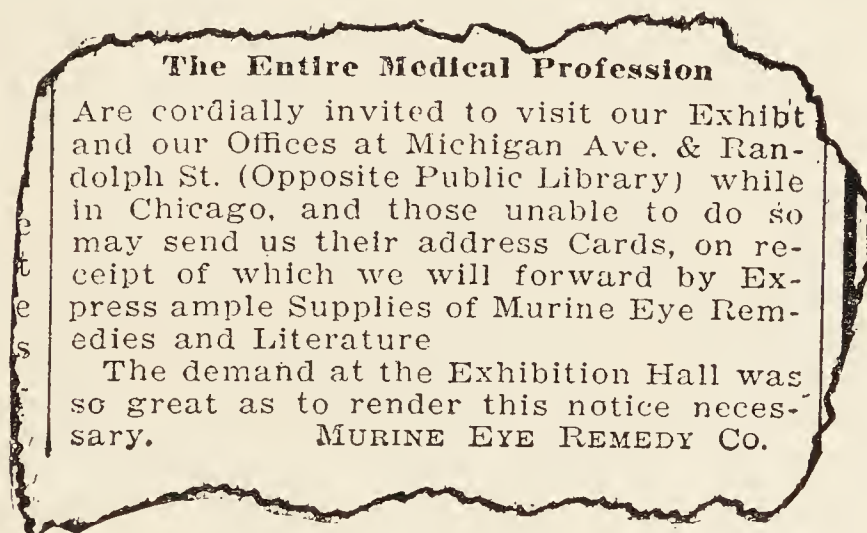 The Entire Medical Profession
Are cordially invited to visit our Exhibit
and our Offices at Michigan Ave. & Ran-
dolph St. (Opposite Public Library) while
in Chicago, and those unable to do so
may send us their address Cards, on re-
ceipt of which we will forward by Ex-
press ample Supplies of Murine Eye Rem-
edies and Literature
The demand at the Exhibition Hall was
so great as to render this notice neces-
sary. MURINE EYE REMEDY CO.